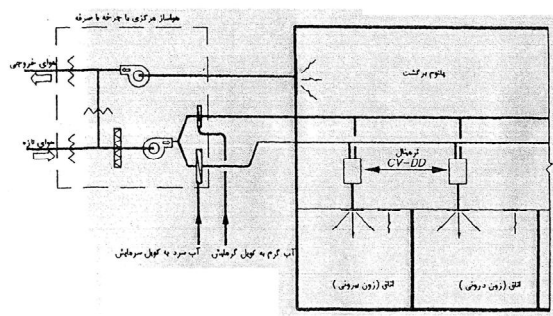 هواساز مرکزی با چرخه با صرفه
هوای خروجی
پلنوم برگشت
هوای تازه
ترمینال
CV-DD
آب سرد به کویل سرمایش
آب گرم به کویل گرمایش
اتاق (زون بیرونی)
اتاق (زون درونی)